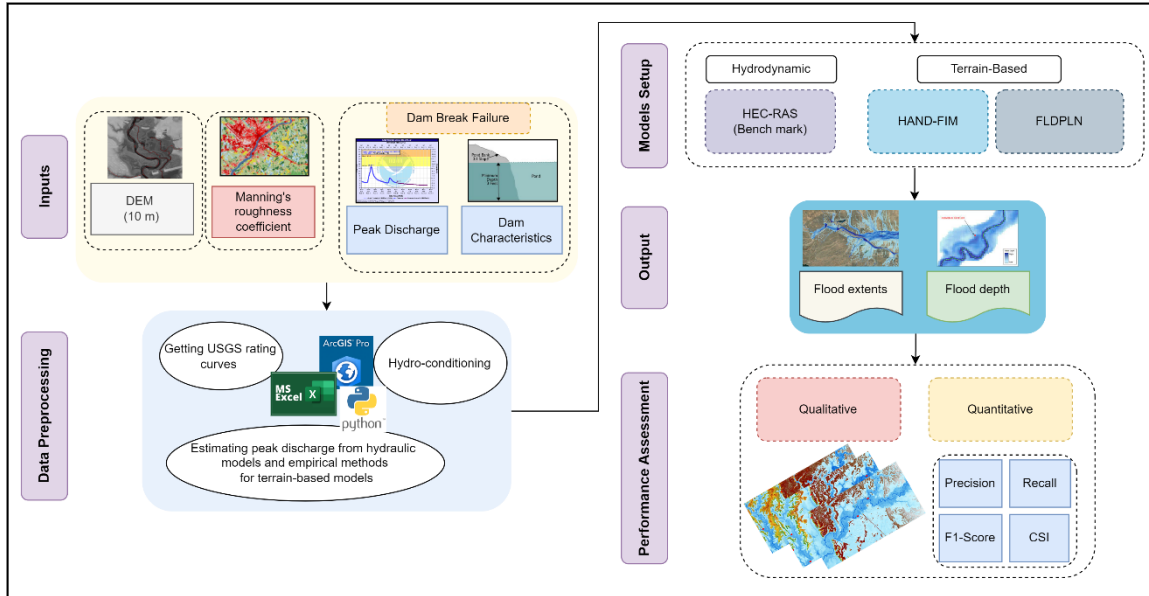 Inputs
DEM
(10 m)
Manning's
roughness
coefficient
Dam Break Failure
Peak Discharge
Pond
Dam
Characteristics
Data Preprocessing
Getting USGS rating
curves
ArcGIS Pro
Hydro-conditioning
MS
Excel
python
Estimating peak discharge from hydraulic
models and empirical methods
for terrain-based models
Models Setup
Hydrodynamic
Terrain-Based
HEC-RAS
(Bench mark)
HAND-FIM
FLDPLN
Output
Flood extents
Flood depth
Performance Assessment
Qualitative
Quantitative
Precision
Recall
F1-Score
CSI